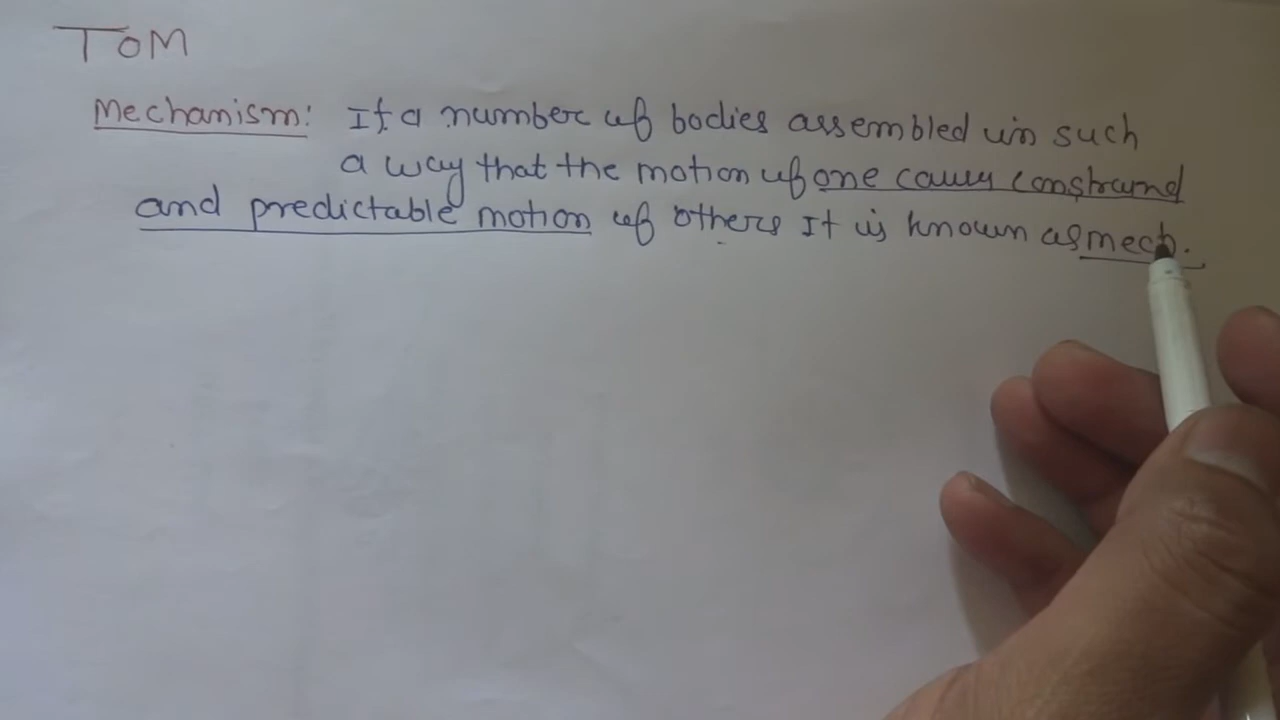 TOM
Mechanism: If a number of bodies assembled in such
a way that the motion of one causes constrained
and predictable motion of others It is known as mech.